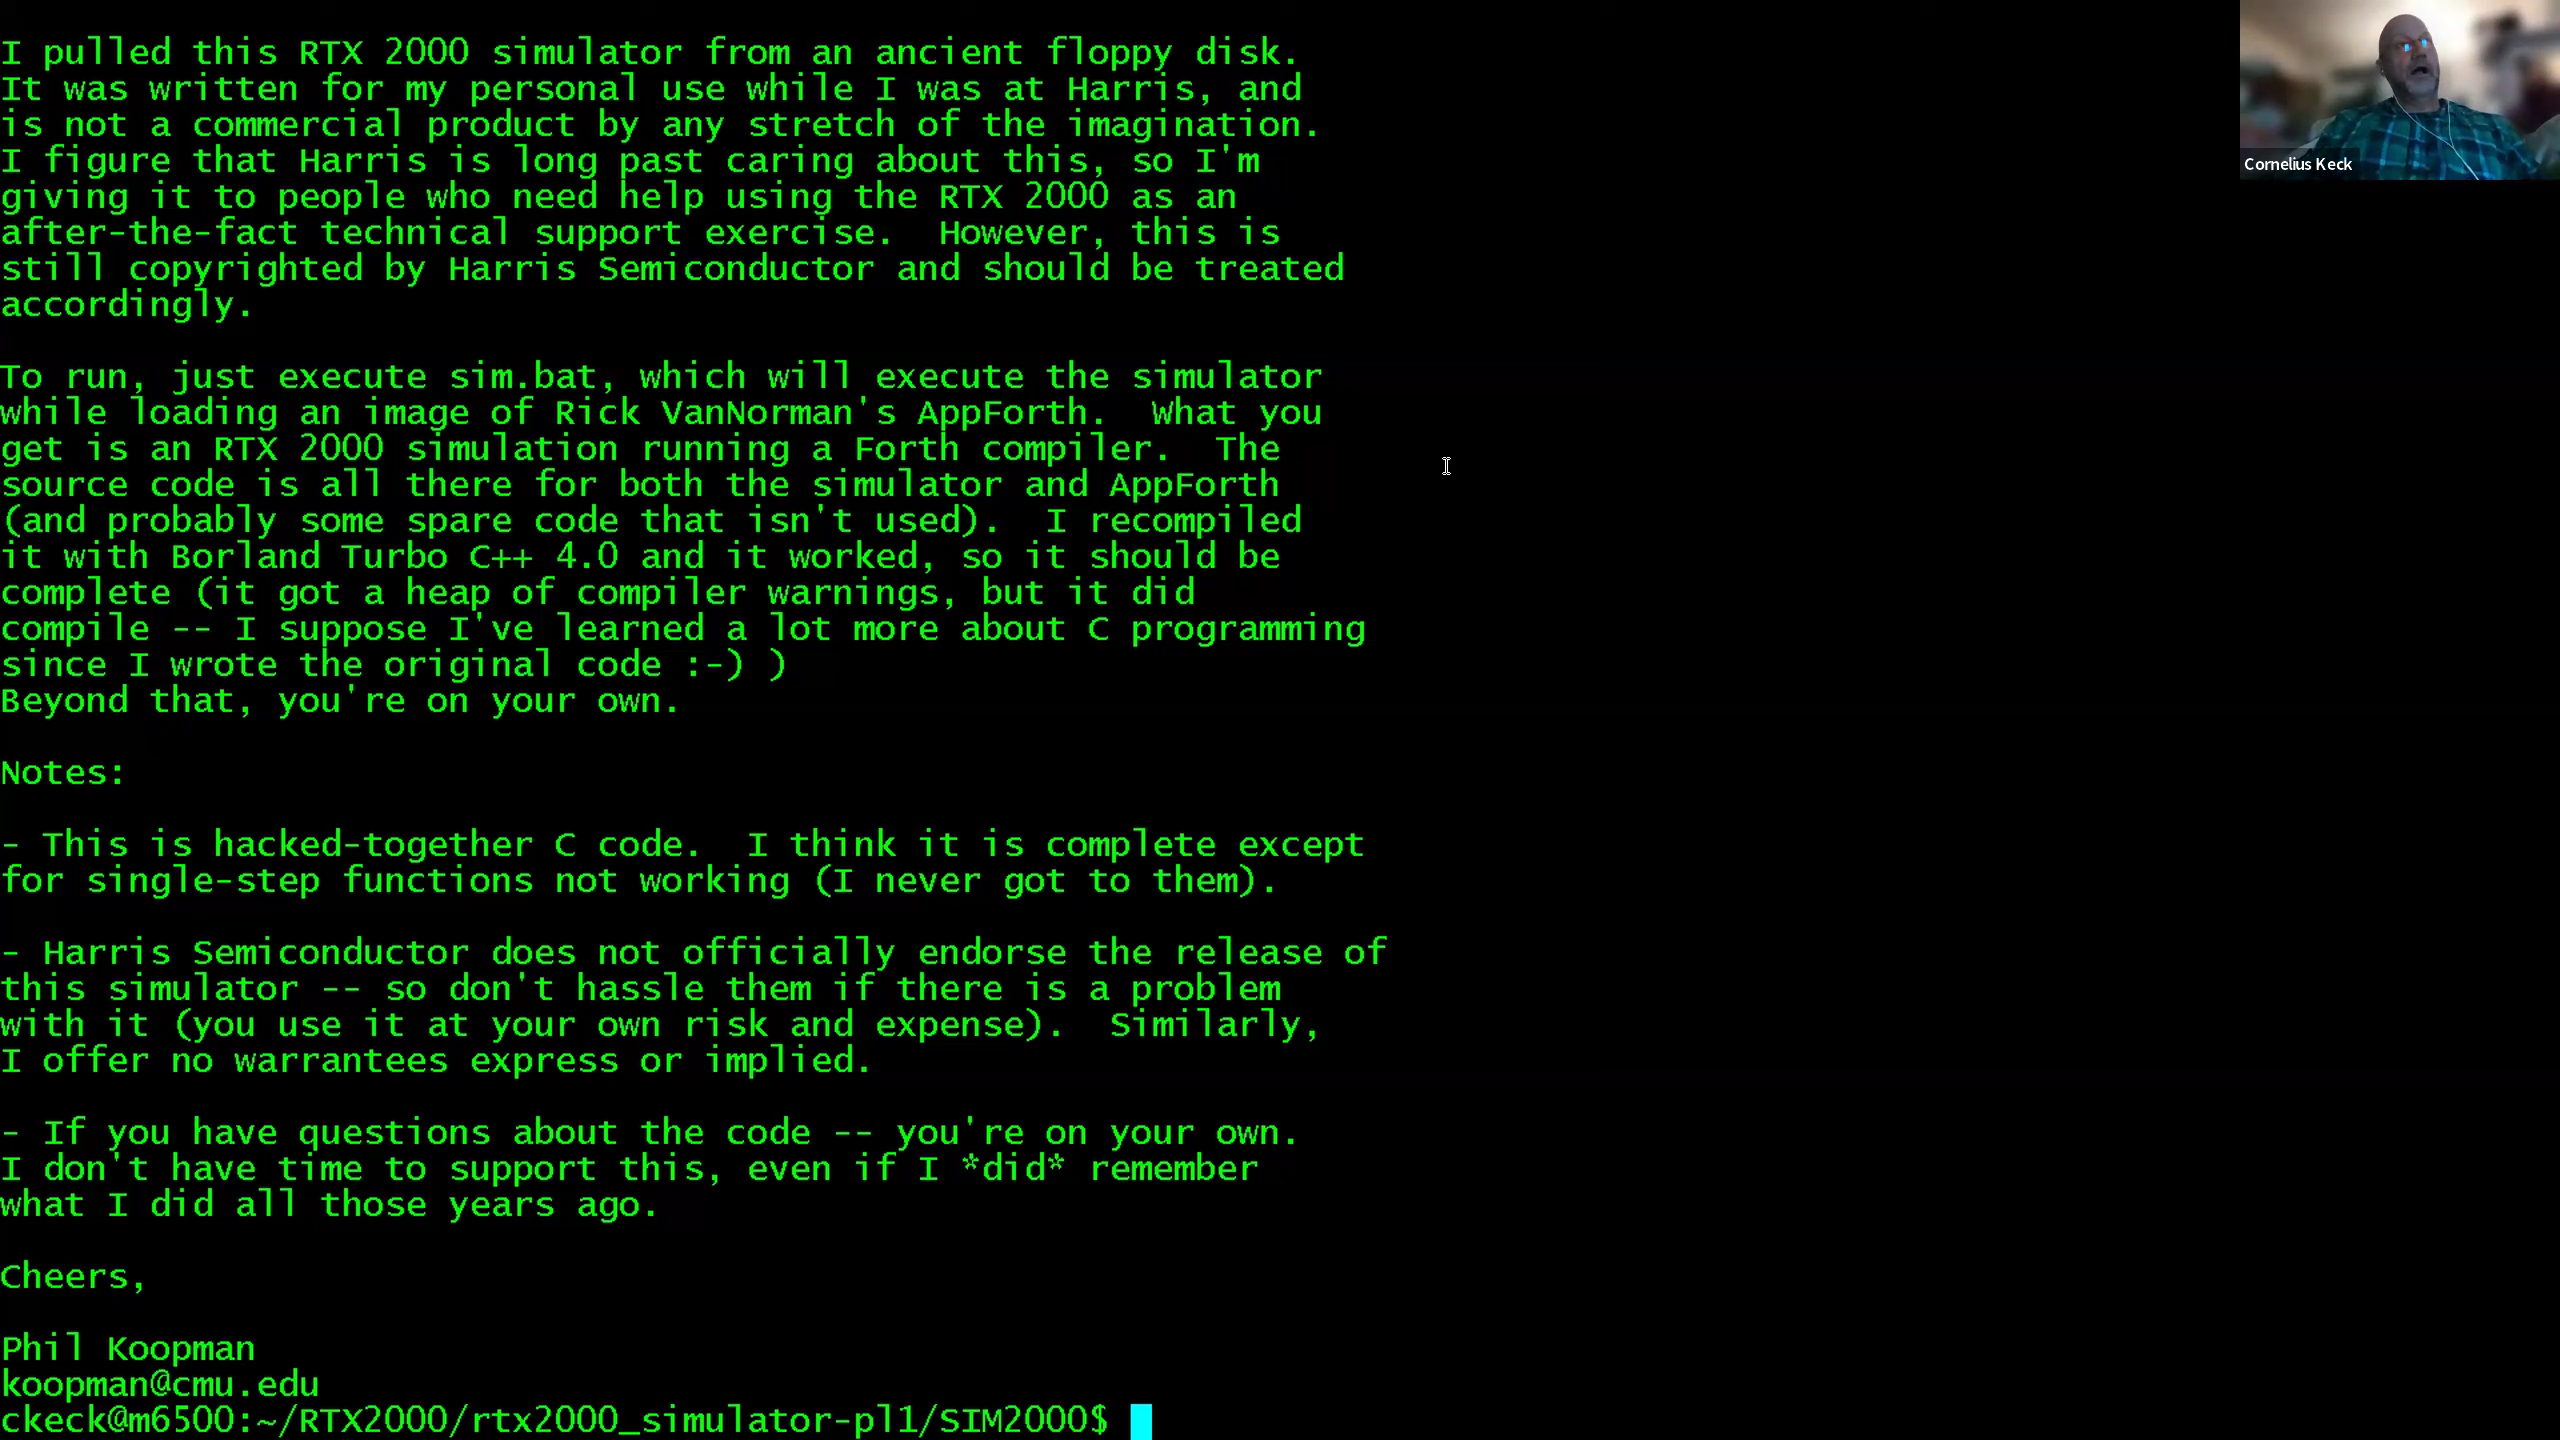 I pulled this RTX 2000 simulator from an ancient floppy disk.
It was written for my personal use while I was at Harris, and
is not a commercial product by any stretch of the imagination.
I figure that Harris is long past caring about this, so I'm
giving it to people who need help using the RTX 2000 as an
after-the-fact technical support exercise.  However, this is
still copyrighted by Harris Semiconductor and should be treated
accordingly.
To run, just execute sim.bat, which will execute the simulator
while loading an image of Rick VanNorman's AppForth.  What you
get is an RTX 2000 simulation running a Forth compiler.  The
source code is all there for both the simulator and AppForth
(and probably some spare code that isn't used).  I recompiled
it with Borland Turbo C++ 4.0 and it worked, so it should be
complete (it got a heap of compiler warnings, but it did
compile -- I suppose I've learned a lot more about C programming
since I wrote the original code :-) )
Beyond that, you're on your own.
Notes:
- This is hacked-together C code.  I think it is complete except
for single-step functions not working (I never got to them).
- Harris Semiconductor does not officially endorse the release of
this simulator -- so don't hassle them if there is a problem
with it (you use it at your own risk and expense).  Similarly,
I offer no warrantees express or implied.
- If you have questions about the code -- you're on your own.
I don't have time to support this, even if I *did* remember
what I did all those years ago.
Cheers,
Phil Koopman
koopman@cmu.edu
ckeck@m6500:~/RTX2000/rtx2000_simulator-pl1/SIM2000$
Cornelius Keck